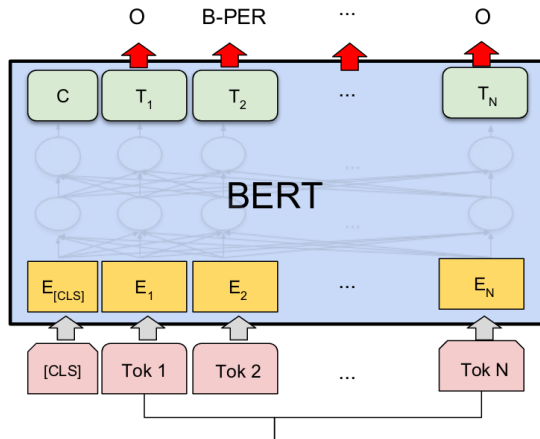 O B-PER ... O
C T1 T2 ... TN
...
BERT
...
E[CLS] E1 E2 ... EN
[CLS] Tok 1 Tok 2 ... Tok N